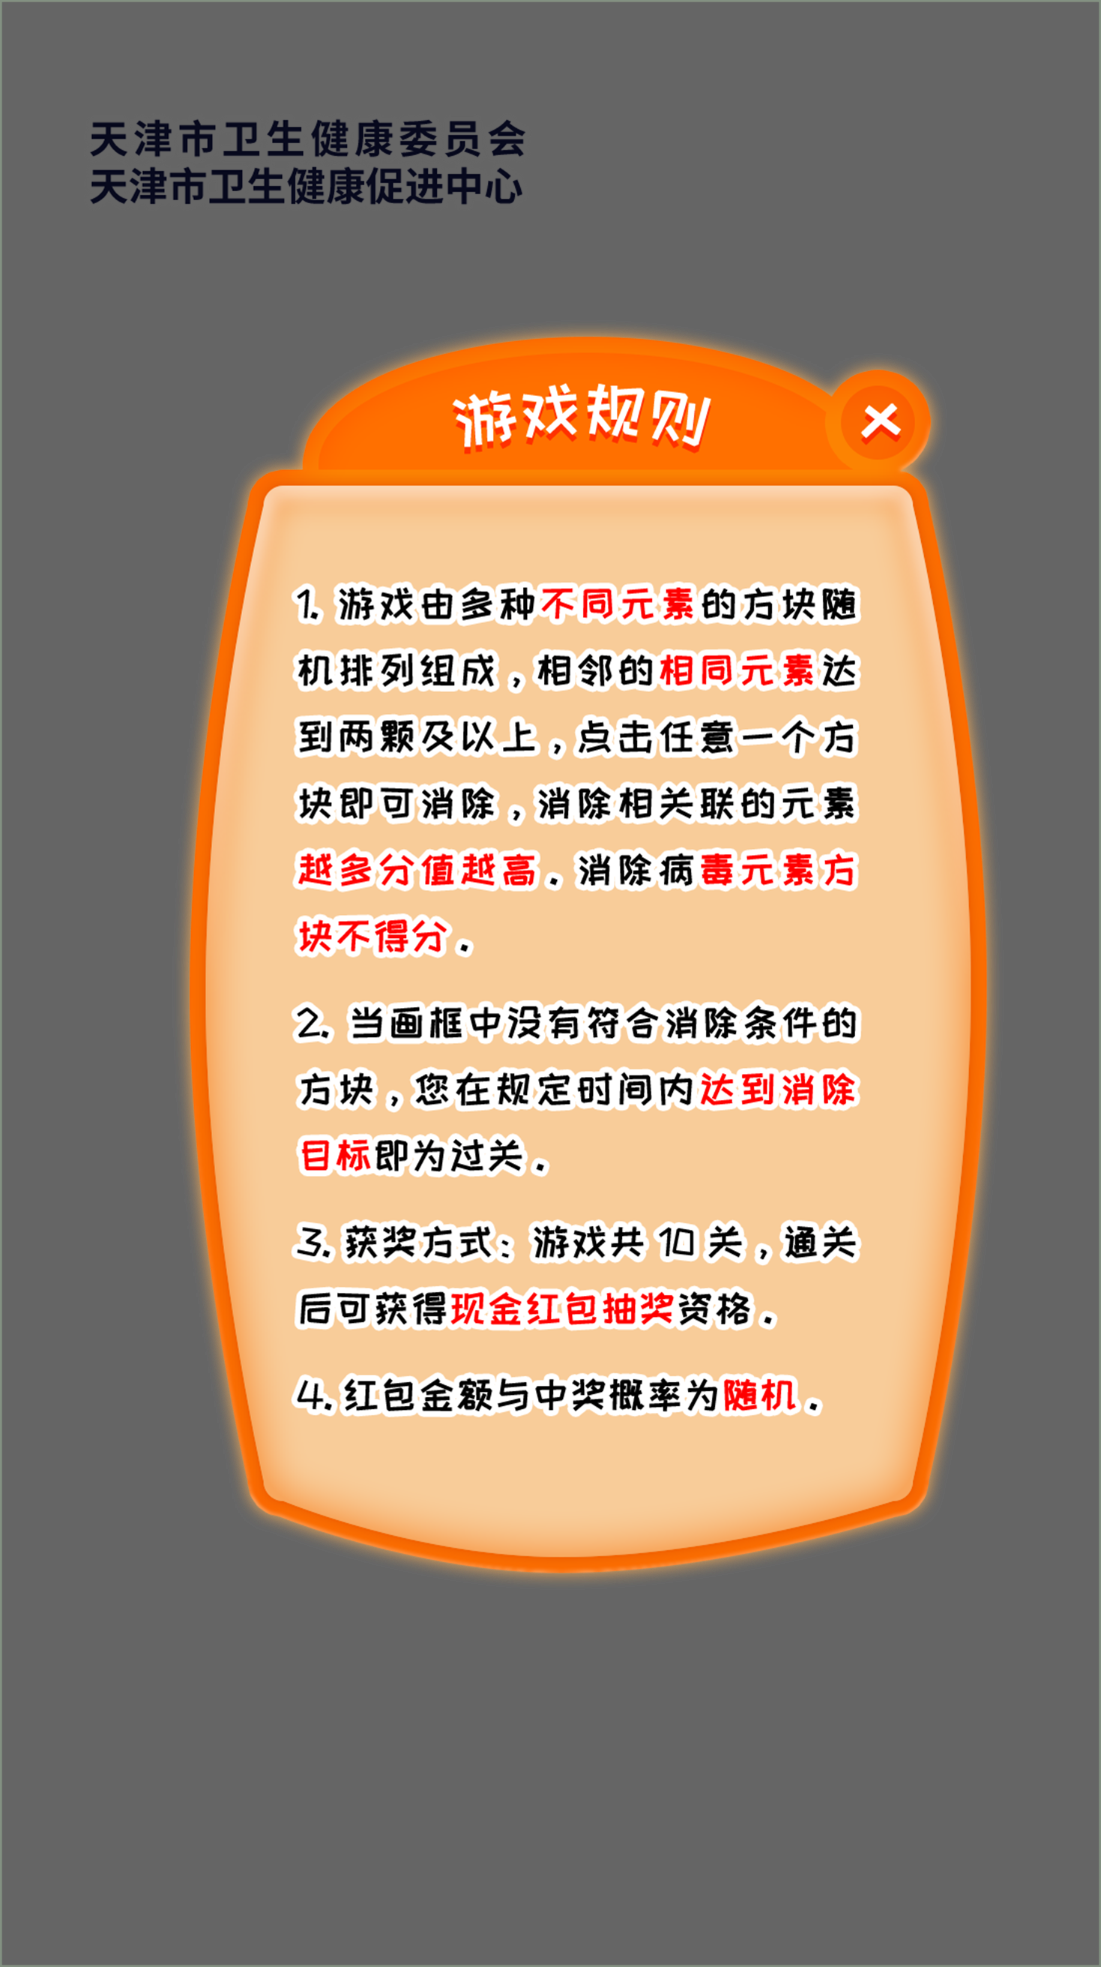 天津市卫生健康委员会
天津市卫生健康促进中心
游戏规则
1. 游戏由多种不同元素的方块随
机排列组成，相邻的相同元素达
到两颗及以上，点击任意一个方
块即可消除，消除相关联的元素
越多分值越高。消除病毒元素方
块不得分。
2. 当画框中没有符合消除条件的
方块，您在规定时间内达到消除
目标即为过关。
3. 获奖方式：游戏共 10 关，通关
后可获得现金红包抽奖资格。
4. 红包金额与中奖概率为随机。